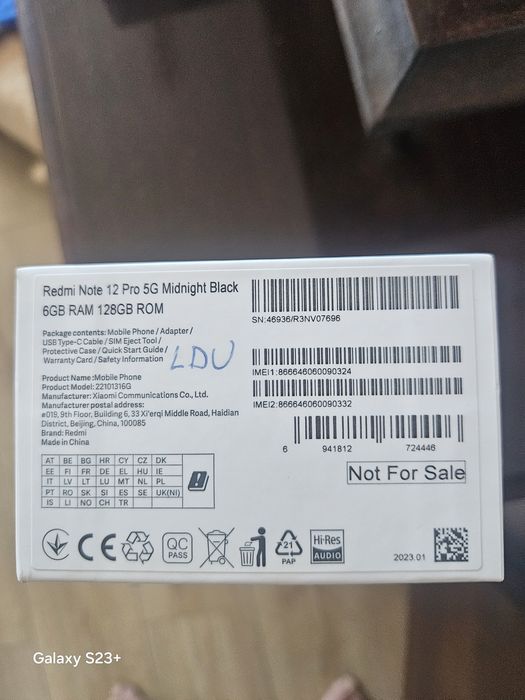 Redmi Note 12 Pro 5G Midnight Black
6GB RAM 128GB ROM
Package contents: Mobile Phone / Adapter /
USB Type-C Cable / SIM Eject Tool /
Protective Case / Quick Start Guide /
Warranty Card / Safety Information
LDU
Product Name: Mobile Phone
Product Model: 22101316G
Manufacturer: Xiaomi Communications Co., Ltd.
Manufacturer postal address:
#019, 9th Floor, Building 6, 33 Xi'erqi Middle Road, Haidian
District, Beijing, China, 100085
Brand: Redmi
Made in China
SN:46936/R3NV07696
IMEI1:866646060090324
IMEI2:866646060090332
6 941812 724446
Not For Sale
AT BE BG HR CY CZ DK
EE FI FR DE EL HU IE
IT LV LT LU MT NL PL
PT RO SK SI ES SE UK(NI)
IS LI NO CH TR
CE
QC
PASS
21
PAP
Hi-Res
AUDIO
2023.01
Galaxy S23+